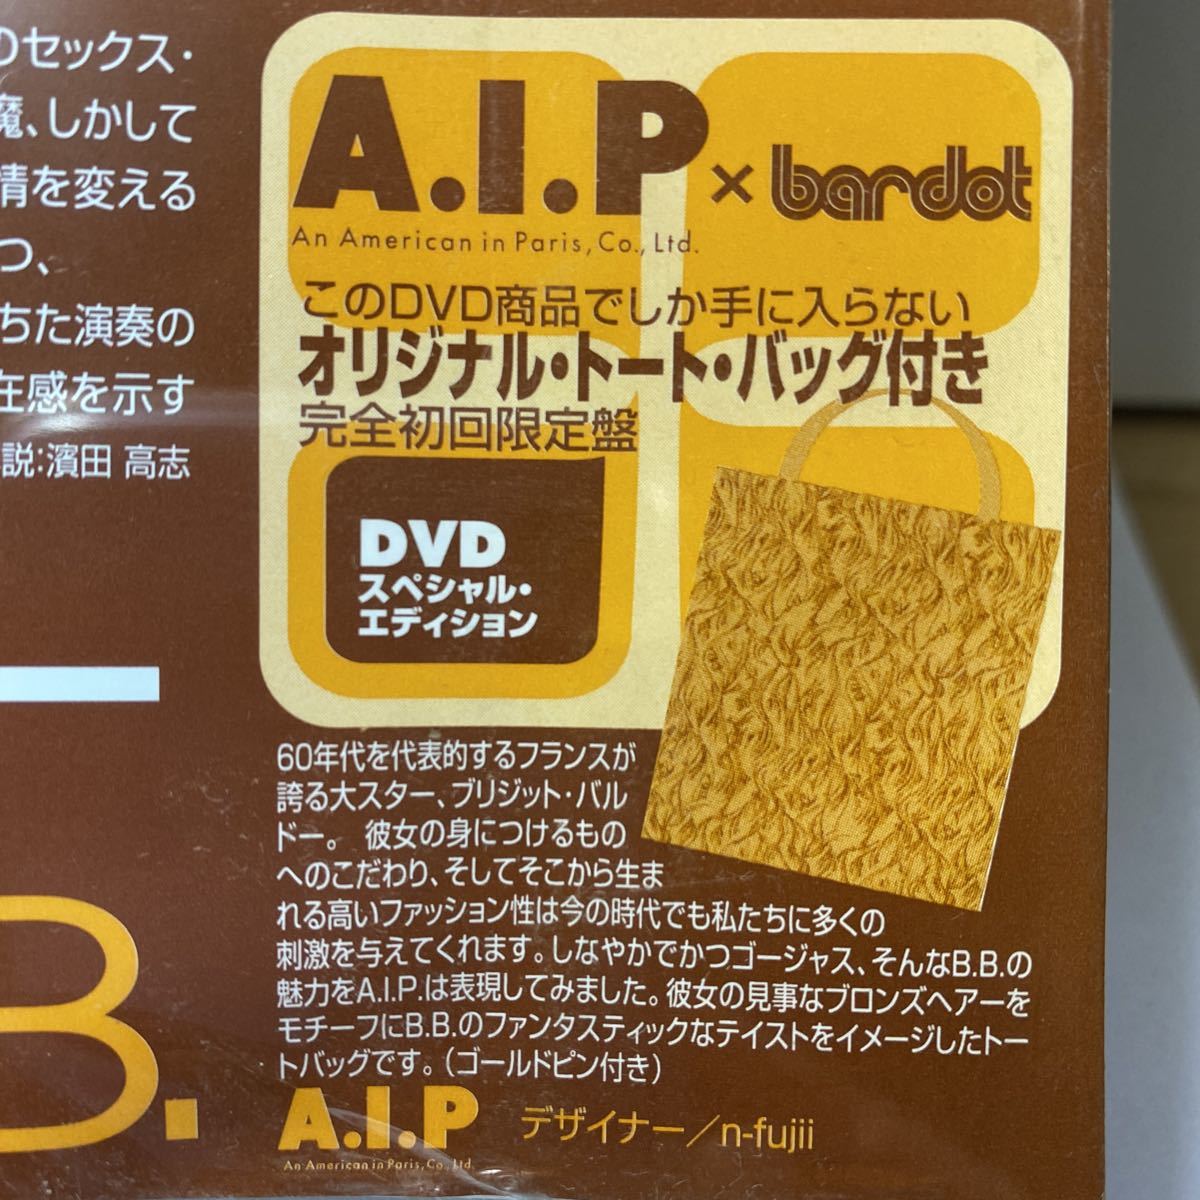 のセックス・
魔、しかして
情を変える
つ、
ちた演奏の
在感を示す
説:濱田 高志
A.I.P × bardot
An American in Paris, Co., Ltd.
このDVD商品でしか手に入らない
オリジナル・トート・バッグ付き
完全初回限定盤
DVD
スペシャル・
エディション
60年代を代表的するフランスが
誇る大スター、ブリジット・バル
ドー。 彼女の身につけるもの
へのこだわり、そしてそこから生ま
れる高いファッション性は今の時代でも私たちに多くの
刺激を与えてくれます。しなやかでかつゴージャス、そんなB.B.の
魅力をA.I.P.は表現してみました。彼女の見事なブロンズヘアーを
モチーフにB.B.のファンタスティックなテイストをイメージしたトー
トバッグです。(ゴールドピン付き)
B.
A.I.P デザイナー/n-fujii
An American in Paris, Co., Ltd.